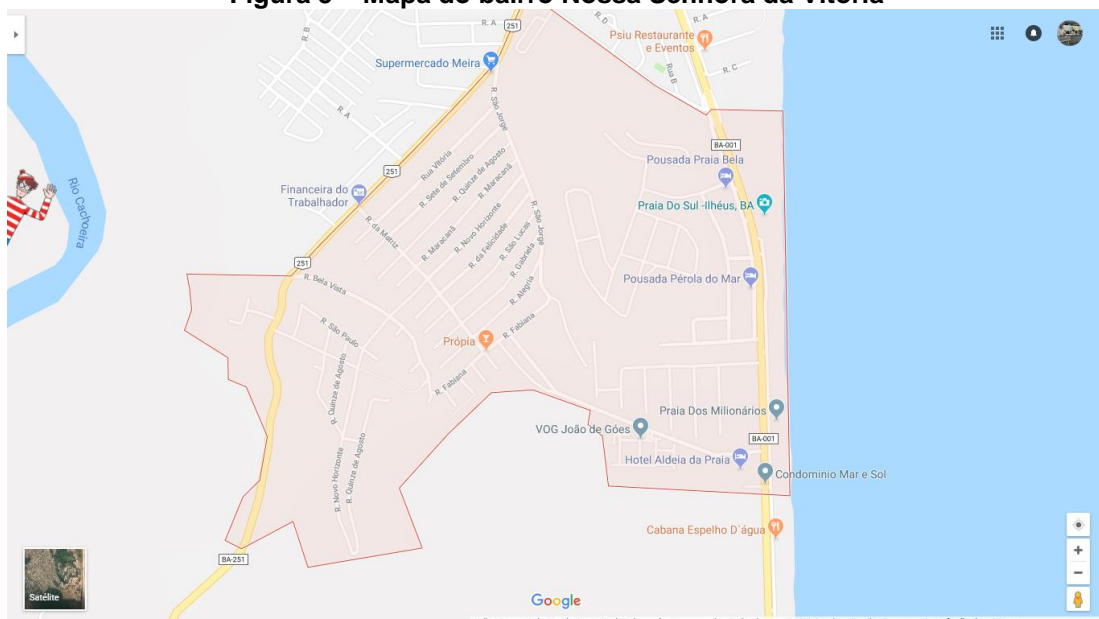 Figura 5 – Mapa do bairro Nossa Senhora da Vitória
R. A
251
R. B
R. D
R. A
Psiu Restaurante
e Eventos
Rua B
R. C
Supermercado Meira
R. A
R. São Jorge
BA-001
251
Rua Vitória
R. Sete de Setembro
R. Quinze de Agosto
R. Maracanã
Pousada Praia Bela
Rio Cachoeira
Financeira do
Trabalhador
Praia Do Sul -Ilhéus, BA
R. da Matriz
R. Maracanã
R. Novo Horizonte
R. da Felicidade
R. São Lucas
R. Gabriela
R. São Jorge
251
R. Bela Vista
R. Alegria
Pousada Pérola do Mar
R. São Paulo
R. Fabiana
Própia
R. Fabiana
R. Quinze de Agosto
Praia Dos Milionários
VOG João de Góes
BA-001
Hotel Aldeia da Praia
Condominio Mar e Sol
R. Novo Horizonte
R. Quinze de Agosto
Cabana Espelho D`água
BA-251
Satélite
Google